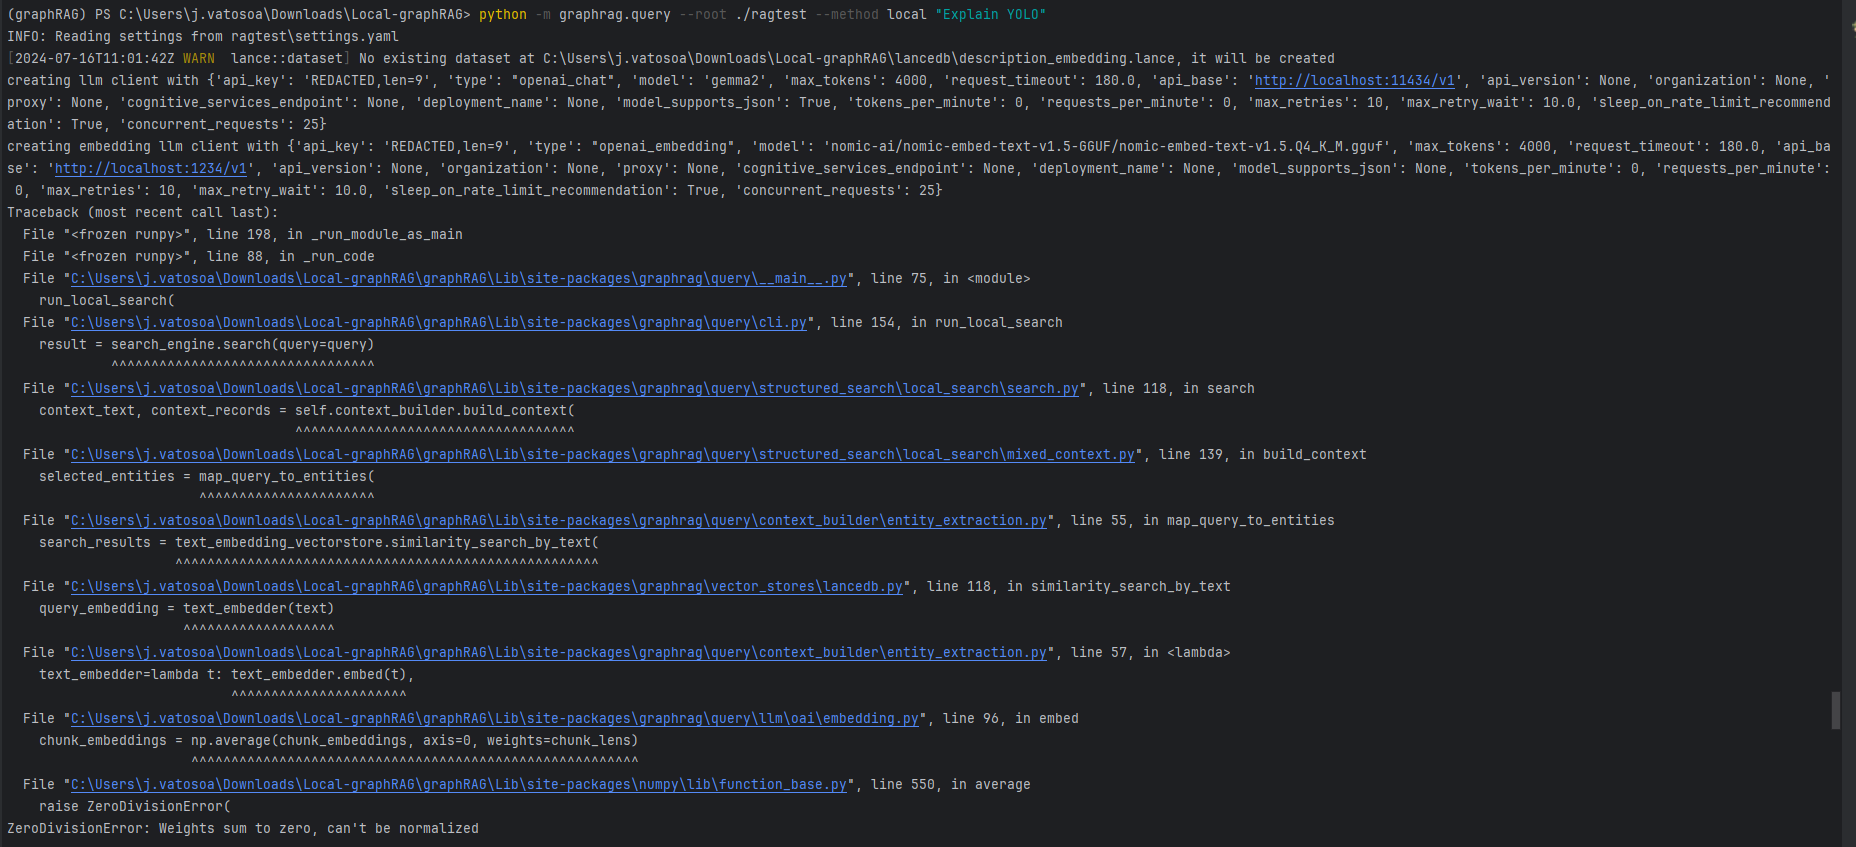 (graphRAG) PS C:\Users\j.vatosoa\Downloads\Local-graphRAG> python -m graphrag.query --root ./ragtest --method local "Explain YOLO"
INFO: Reading settings from ragtest\settings.yaml
[2024-07-16T11:01:42Z WARN  lance::dataset] No existing dataset at C:\Users\j.vatosoa\Downloads\Local-graphRAG\lancedb\description_embedding.lance, it will be created
creating llm client with {'api_key': 'REDACTED,len=9', 'type': "openai_chat", 'model': 'gemma2', 'max_tokens': 4000, 'request_timeout': 180.0, 'api_base': 'http://localhost:11434/v1', 'api_version': None, 'organization': None, '
proxy': None, 'cognitive_services_endpoint': None, 'deployment_name': None, 'model_supports_json': True, 'tokens_per_minute': 0, 'requests_per_minute': 0, 'max_retries': 10, 'max_retry_wait': 10.0, 'sleep_on_rate_limit_recommend
ation': True, 'concurrent_requests': 25}
creating embedding llm client with {'api_key': 'REDACTED,len=9', 'type': "openai_embedding", 'model': 'nomic-ai/nomic-embed-text-v1.5-GGUF/nomic-embed-text-v1.5.Q4_K_M.gguf', 'max_tokens': 4000, 'request_timeout': 180.0, 'api_ba
se': 'http://localhost:1234/v1', 'api_version': None, 'organization': None, 'proxy': None, 'cognitive_services_endpoint': None, 'deployment_name': None, 'model_supports_json': None, 'tokens_per_minute': 0, 'requests_per_minute':
 0, 'max_retries': 10, 'max_retry_wait': 10.0, 'sleep_on_rate_limit_recommendation': True, 'concurrent_requests': 25}
Traceback (most recent call last):
  File "<frozen runpy>", line 198, in _run_module_as_main
  File "<frozen runpy>", line 88, in _run_code
  File "C:\Users\j.vatosoa\Downloads\Local-graphRAG\graphRAG\Lib\site-packages\graphrag\query\__main__.py", line 75, in <module>
    run_local_search(
  File "C:\Users\j.vatosoa\Downloads\Local-graphRAG\graphRAG\Lib\site-packages\graphrag\query\cli.py", line 154, in run_local_search
    result = search_engine.search(query=query)
             ^^^^^^^^^^^^^^^^^^^^^^^^^^^^^^^^^
  File "C:\Users\j.vatosoa\Downloads\Local-graphRAG\graphRAG\Lib\site-packages\graphrag\query\structured_search\local_search\search.py", line 118, in search
    context_text, context_records = self.context_builder.build_context(
                                    ^^^^^^^^^^^^^^^^^^^^^^^^^^^^^^^^^^^
  File "C:\Users\j.vatosoa\Downloads\Local-graphRAG\graphRAG\Lib\site-packages\graphrag\query\structured_search\local_search\mixed_context.py", line 139, in build_context
    selected_entities = map_query_to_entities(
                        ^^^^^^^^^^^^^^^^^^^^^^
  File "C:\Users\j.vatosoa\Downloads\Local-graphRAG\graphRAG\Lib\site-packages\graphrag\query\context_builder\entity_extraction.py", line 55, in map_query_to_entities
    search_results = text_embedding_vectorstore.similarity_search_by_text(
                     ^^^^^^^^^^^^^^^^^^^^^^^^^^^^^^^^^^^^^^^^^^^^^^^^^^^^^
  File "C:\Users\j.vatosoa\Downloads\Local-graphRAG\graphRAG\Lib\site-packages\graphrag\vector_stores\lancedb.py", line 118, in similarity_search_by_text
    query_embedding = text_embedder(text)
                      ^^^^^^^^^^^^^^^^^^^
  File "C:\Users\j.vatosoa\Downloads\Local-graphRAG\graphRAG\Lib\site-packages\graphrag\query\context_builder\entity_extraction.py", line 57, in <lambda>
    text_embedder=lambda t: text_embedder.embed(t),
                            ^^^^^^^^^^^^^^^^^^^^^^
  File "C:\Users\j.vatosoa\Downloads\Local-graphRAG\graphRAG\Lib\site-packages\graphrag\query\llm\oai\embedding.py", line 96, in embed
    chunk_embeddings = np.average(chunk_embeddings, axis=0, weights=chunk_lens)
                       ^^^^^^^^^^^^^^^^^^^^^^^^^^^^^^^^^^^^^^^^^^^^^^^^^^^^^^^^
  File "C:\Users\j.vatosoa\Downloads\Local-graphRAG\graphRAG\Lib\site-packages\numpy\lib\function_base.py", line 550, in average
    raise ZeroDivisionError(
ZeroDivisionError: Weights sum to zero, can't be normalized